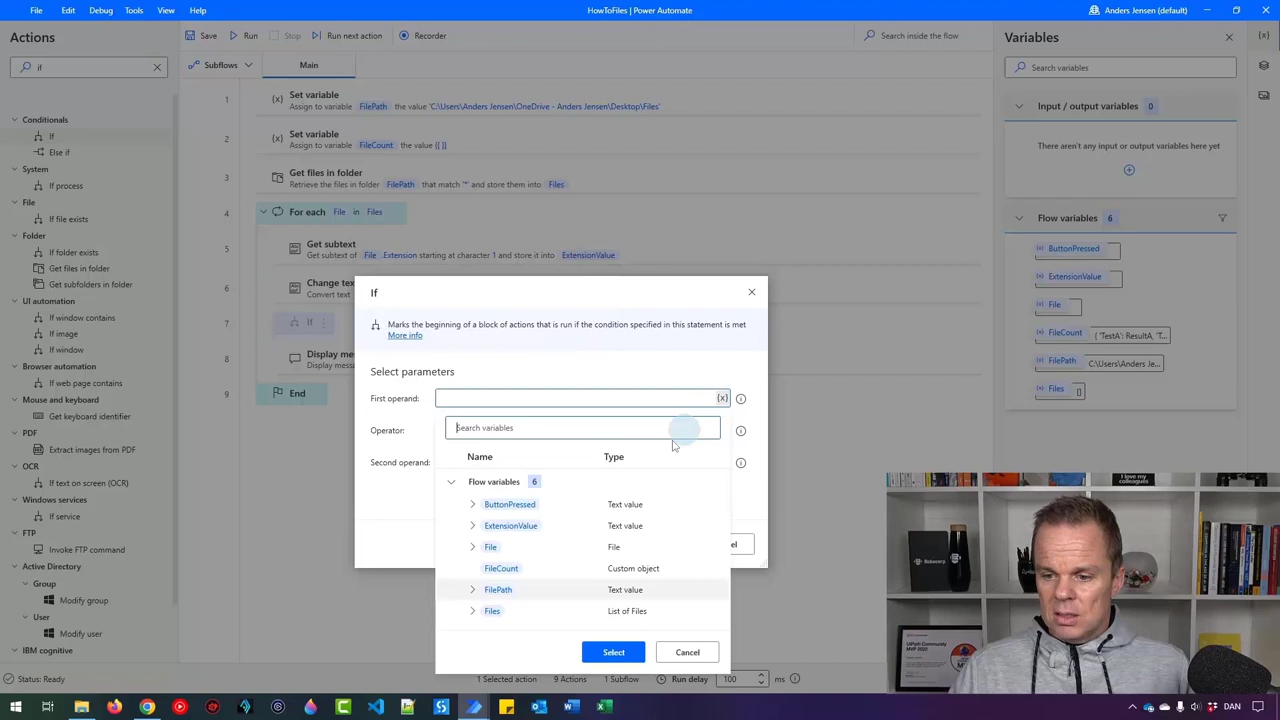 File Edit Debug Tools View Help HowToFiles | Power Automate Anders Jensen (default)
Actions
if
Conditionals
If
Else if
System
If process
File
If file exists
Folder
If folder exists
Get files in folder
Get subfolders in folder
UI automation
If window contains
If image
If window
Browser automation
If web page contains
Mouse and keyboard
Get keyboard identifier
PDF
Extract images from PDF
OCR
If text on screen (OCR)
Windows services
If service
FTP
Invoke FTP command
Active Directory
Group
Modify group
User
Modify user
IBM cognitive
Save Run Stop Run next action Recorder Search inside the flow
Subflows Main
1 Set variable
Assign to variable FilePath the value 'C:\Users\Anders Jensen\OneDrive - Anders Jensen\Desktop\Files'
2 Set variable
Assign to variable FileCount the value {{ }}
3 Get files in folder
Retrieve the files in folder FilePath that match '*' and store them into Files
4 For each File in Files
5 Get subtext
Get subtext of File .Extension starting at character 1 and store it into ExtensionValue
6 Change tex
Convert text
7 If
8 Display me
Display messa
9 End
If
Marks the beginning of a block of actions that is run if the condition specified in this statement is met
More info
Select parameters
First operand: {x}
Operator:
Second operand:
Search variables
Name Type
Flow variables 6
ButtonPressed Text value
ExtensionValue Text value
File File
FileCount Custom object
FilePath Text value
Files List of Files
Select Cancel
el
Variables
Search variables
Input / output variables 0
There aren't any input or output variables here yet
Flow variables 6
ButtonPressed
ExtensionValue
File
FileCount { 'TestA': ResultA, 'T...
FilePath C:\Users\Anders Jense...
Files []
Status: Ready 1 Selected action 9 Actions 1 Subflow Run delay 100 ms
DAN